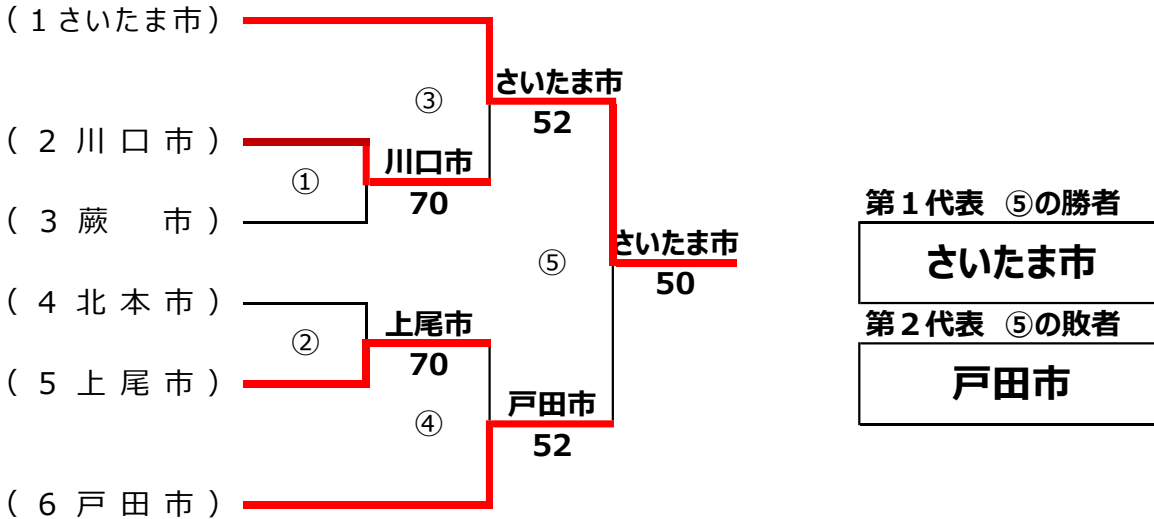 (１さいたま市)
③
さいたま市
52
(２川口市)
①
川口市
70
(３蕨　市)
第１代表 ⑤の勝者
さいたま市
⑤
さいたま市
50
(４北本市)
②
上尾市
70
第２代表 ⑤の敗者
戸田市
(５上尾市)
④
戸田市
52
(６戸田市)